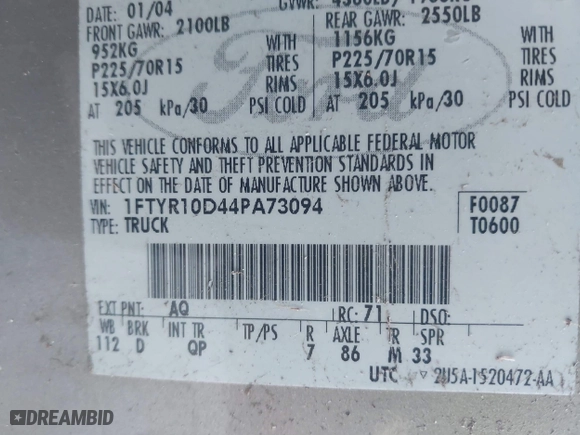 DATE: 01/04
FRONT GAWR: 2100LB
REAR GAWR: 2550LB
952KG WITH
1156KG WITH
P225/70R15 TIRES
P225/70R15 TIRES
15X6.0J RIMS
15X6.0J RIMS
AT 205 kPa/30 PSI COLD
AT 205 kPa/30 PSI COLD
Ford
THIS VEHICLE CONFORMS TO ALL APPLICABLE FEDERAL MOTOR
VEHICLE SAFETY AND THEFT PREVENTION STANDARDS IN
EFFECT ON THE DATE OF MANUFACTURE SHOWN ABOVE.
VIN: 1FTYR10D44PA73094
F0087
TYPE: TRUCK
T0600
EXT PNT: AQ RC: 71 DSO:
WB BRK INT TR TP/PS R AXLE TR SPR
112 D QP 7 86 M 33
UTC ▽ 2U5A-1520472-AA
DREAMBID